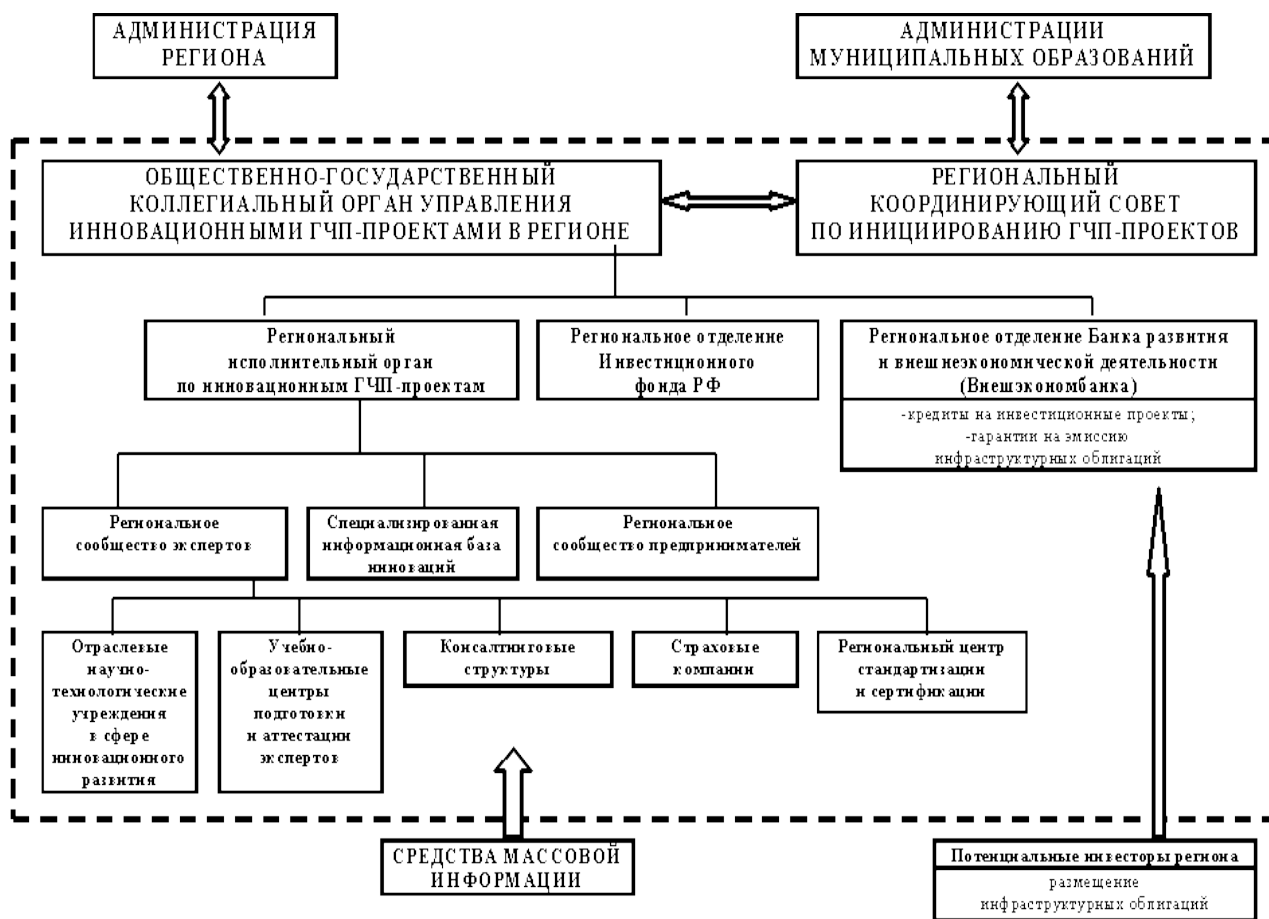 АДМИНИСТРАЦИЯ
РЕГИОНА
АДМИНИСТРАЦИИ
МУНИЦИПАЛЬНЫХ ОБРАЗОВАНИЙ
ОБЩЕСТВЕННО-ГОСУДАРСТВЕННЫЙ
КОЛЛЕГИАЛЬНЫЙ ОРГАН УПРАВЛЕНИЯ
ИННОВАЦИОННЫМИ ГЧП-ПРОЕКТАМИ В РЕГИОНЕ
РЕГИОНАЛЬНЫЙ
КООРДИНИРУЮЩИЙ СОВЕТ
ПО ИНИЦИИРОВАНИЮ ГЧП-ПРОЕКТОВ
Региональный
исполнительный орган
по инновационным ГЧП-проектам
Региональное отделение
Инвестиционного
фонда РФ
Региональное отделение Банка развития
и внешнеэкономической деятельности
(Внешэкономбанка)
-кредиты на инвестиционные проекты;
-гарантии на эмиссию
инфраструктурных облигаций
Региональное
сообщество экспертов
Специализированная
информационная база
инноваций
Региональное
сообщество предпринимателей
Отраслевые
научно-
технологические
учреждения
в сфере
инновационного
развития
Учебно-
образовательные
центры
подготовки
и аттестации
экспертов
Консалтинговые
структуры
Страховые
компании
Региональный центр
стандартизации
и сертификации
СРЕДСТВА МАССОВОЙ
ИНФОРМАЦИИ
Потенциальные инвесторы региона
размещение
инфраструктурных облигаций